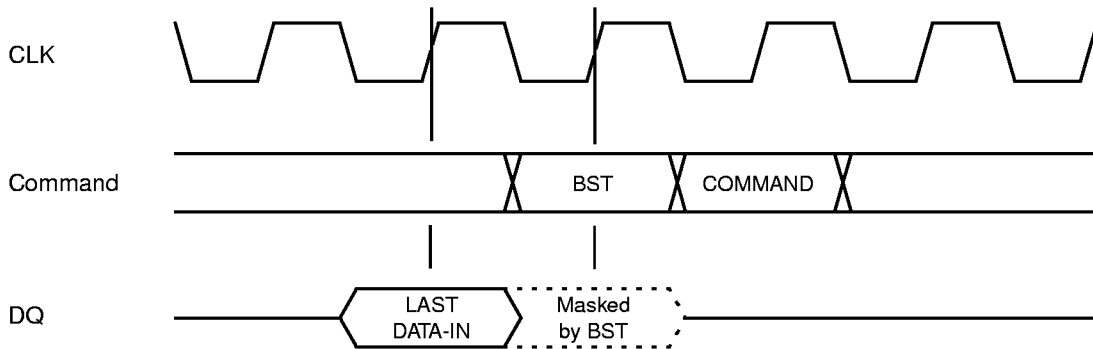 CLK
Command
BST
COMMAND
DQ
LAST
DATA-IN
Masked
by BST